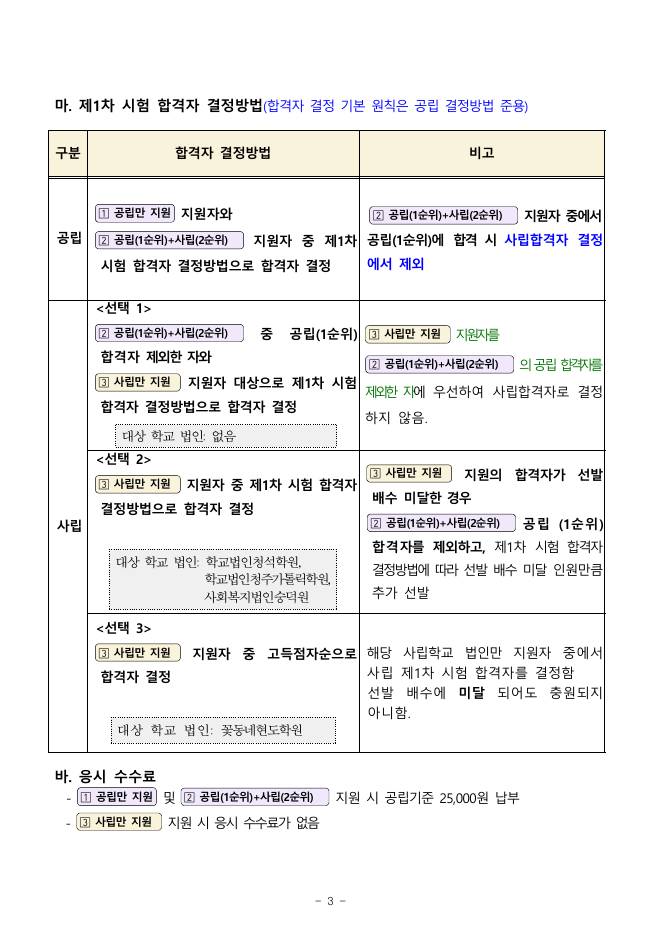 마. 제1차 시험 합격자 결정방법(합격자 결정 기본 원칙은 공립 결정방법 준용)
구분 합격자 결정방법 비고
공립
1 공립만 지원 지원자와
2 공립(1순위)+사립(2순위) 지원자 중 제1차
시험 합격자 결정방법으로 합격자 결정
2 공립(1순위)+사립(2순위) 지원자 중에서
공립(1순위)에 합격 시 사립합격자 결정
에서 제외
사립
<선택 1>
2 공립(1순위)+사립(2순위) 중 공립(1순위)
합격자 제외한 자와
3 사립만 지원 지원자 대상으로 제1차 시험
합격자 결정방법으로 합격자 결정
대상 학교 법인: 없음
3 사립만 지원 지원자를
2 공립(1순위)+사립(2순위) 의 공립 합격자를
제외한 자에 우선하여 사립합격자로 결정
하지 않음.
<선택 2>
3 사립만 지원 지원자 중 제1차 시험 합격자
결정방법으로 합격자 결정
대상 학교 법인: 학교법인청석학원,
학교법인청주가톨릭학원,
사회복지법인숭덕원
3 사립만 지원 지원의 합격자가 선발
배수 미달한 경우
2 공립(1순위)+사립(2순위) 공립 (1순위)
합격자를 제외하고, 제1차 시험 합격자
결정방법에 따라 선발 배수 미달 인원만큼
추가 선발
<선택 3>
3 사립만 지원 지원자 중 고득점자순으로
합격자 결정
대상 학교 법인: 꽃동네현도학원
해당 사립학교 법인만 지원자 중에서
사립 제1차 시험 합격자를 결정함
선발 배수에 미달 되어도 충원되지
아니함.
바. 응시 수수료
- 1 공립만 지원 및 2 공립(1순위)+사립(2순위) 지원 시 공립기준 25,000원 납부
- 3 사립만 지원 지원 시 응시 수수료가 없음
- 3 -